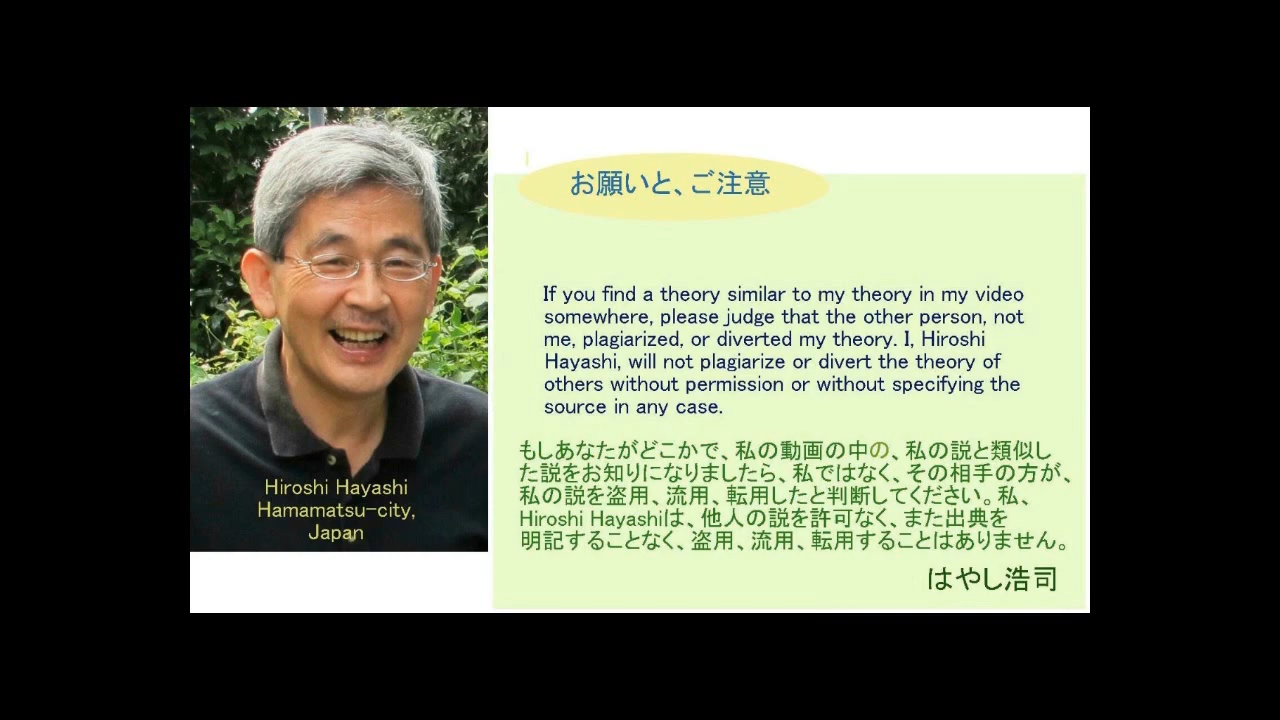 お願いと、ご注意
If you find a theory similar to my theory in my video
somewhere, please judge that the other person, not
me, plagiarized, or diverted my theory. I, Hiroshi
Hayashi, will not plagiarize or divert the theory of
others without permission or without specifying the
source in any case.
もしあなたがどこかで、私の動画の中の、私の説と類似し
た説をお知りになりましたら、私ではなく、その相手の方が、
私の説を盗用、流用、転用したと判断してください。私、
Hiroshi Hayashiは、他人の説を許可なく、また出典を
明記することなく、盗用、流用、転用することはありません。
はやし浩司
Hiroshi Hayashi
Hamamatsu-city,
Japan